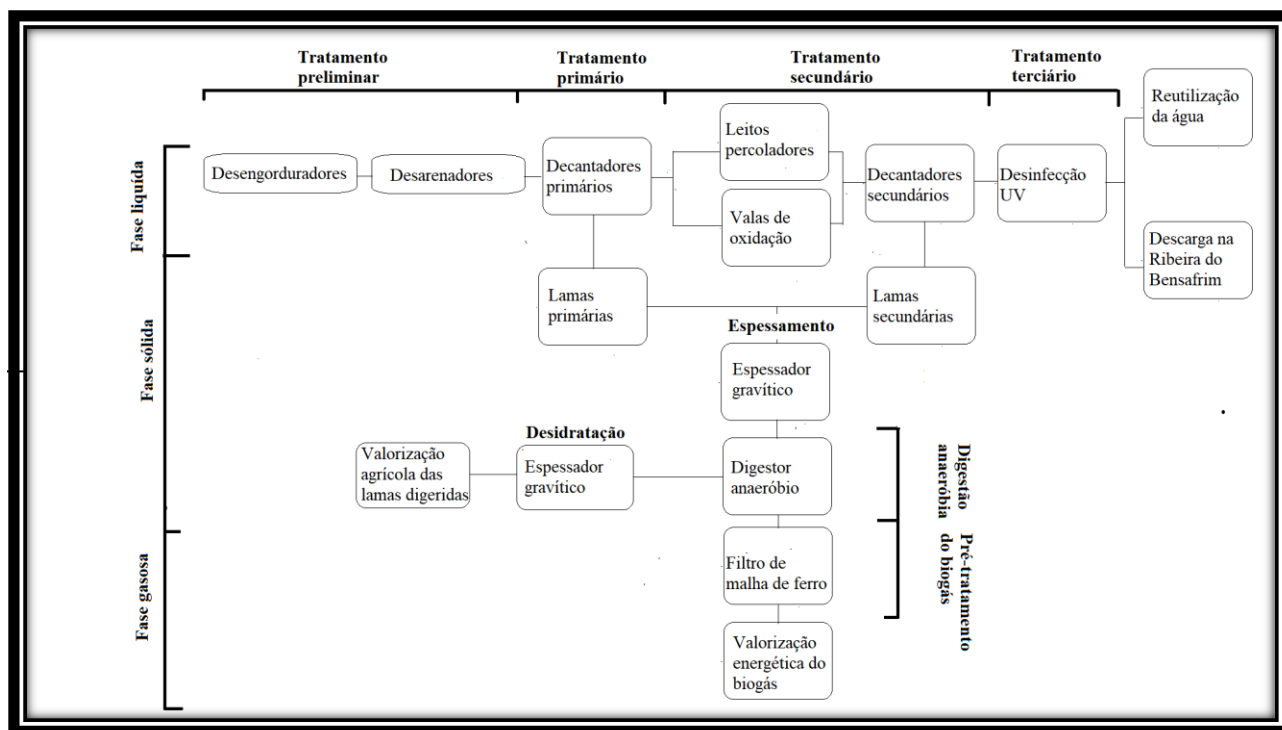 Tratamento
preliminar
Tratamento
primário
Tratamento
secundário
Tratamento
terciário
Reutilização
da água
Leitos
percoladores
Desengorduradores
Desarenadores
Decantadores
primários
Decantadores
secundários
Desinfecção
UV
Valas de
oxidação
Descarga na
Ribeira do
Bensafrim
Fase liquída
Lamas
primárias
Lamas
secundárias
Espessamento
Fase sólida
Espessador
gravítico
Desidratação
Valorização
agrícola das
lamas digeridas
Espessador
gravítico
Digestor
anaeróbio
Digestão
anaeróbia
Fase gasosa
Filtro de
malha de ferro
Pré-tratamento
do biogás
Valorização
energética do
biogás